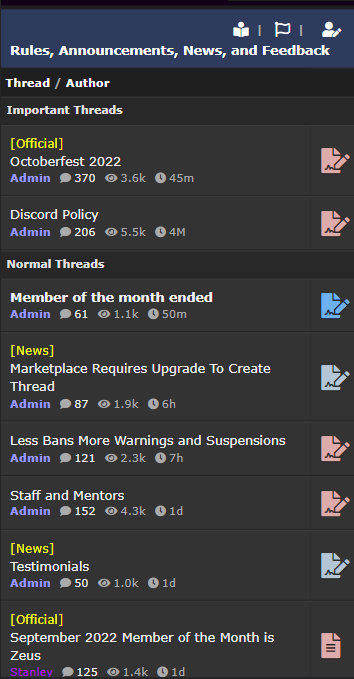 Rules, Announcements, News, and Feedback
Thread / Author
Important Threads
[Official]
Octoberfest 2022
Admin 370 3.6k 45m
Discord Policy
Admin 206 5.5k 4M
Normal Threads
Member of the month ended
Admin 61 1.1k 50m
[News]
Marketplace Requires Upgrade To Create
Thread
Admin 87 1.9k 6h
Less Bans More Warnings and Suspensions
Admin 121 2.3k 7h
Staff and Mentors
Admin 152 4.3k 1d
[News]
Testimonials
Admin 50 1.0k 1d
[Official]
September 2022 Member of the Month is
Zeus
Stanley 125 1.4k 1d